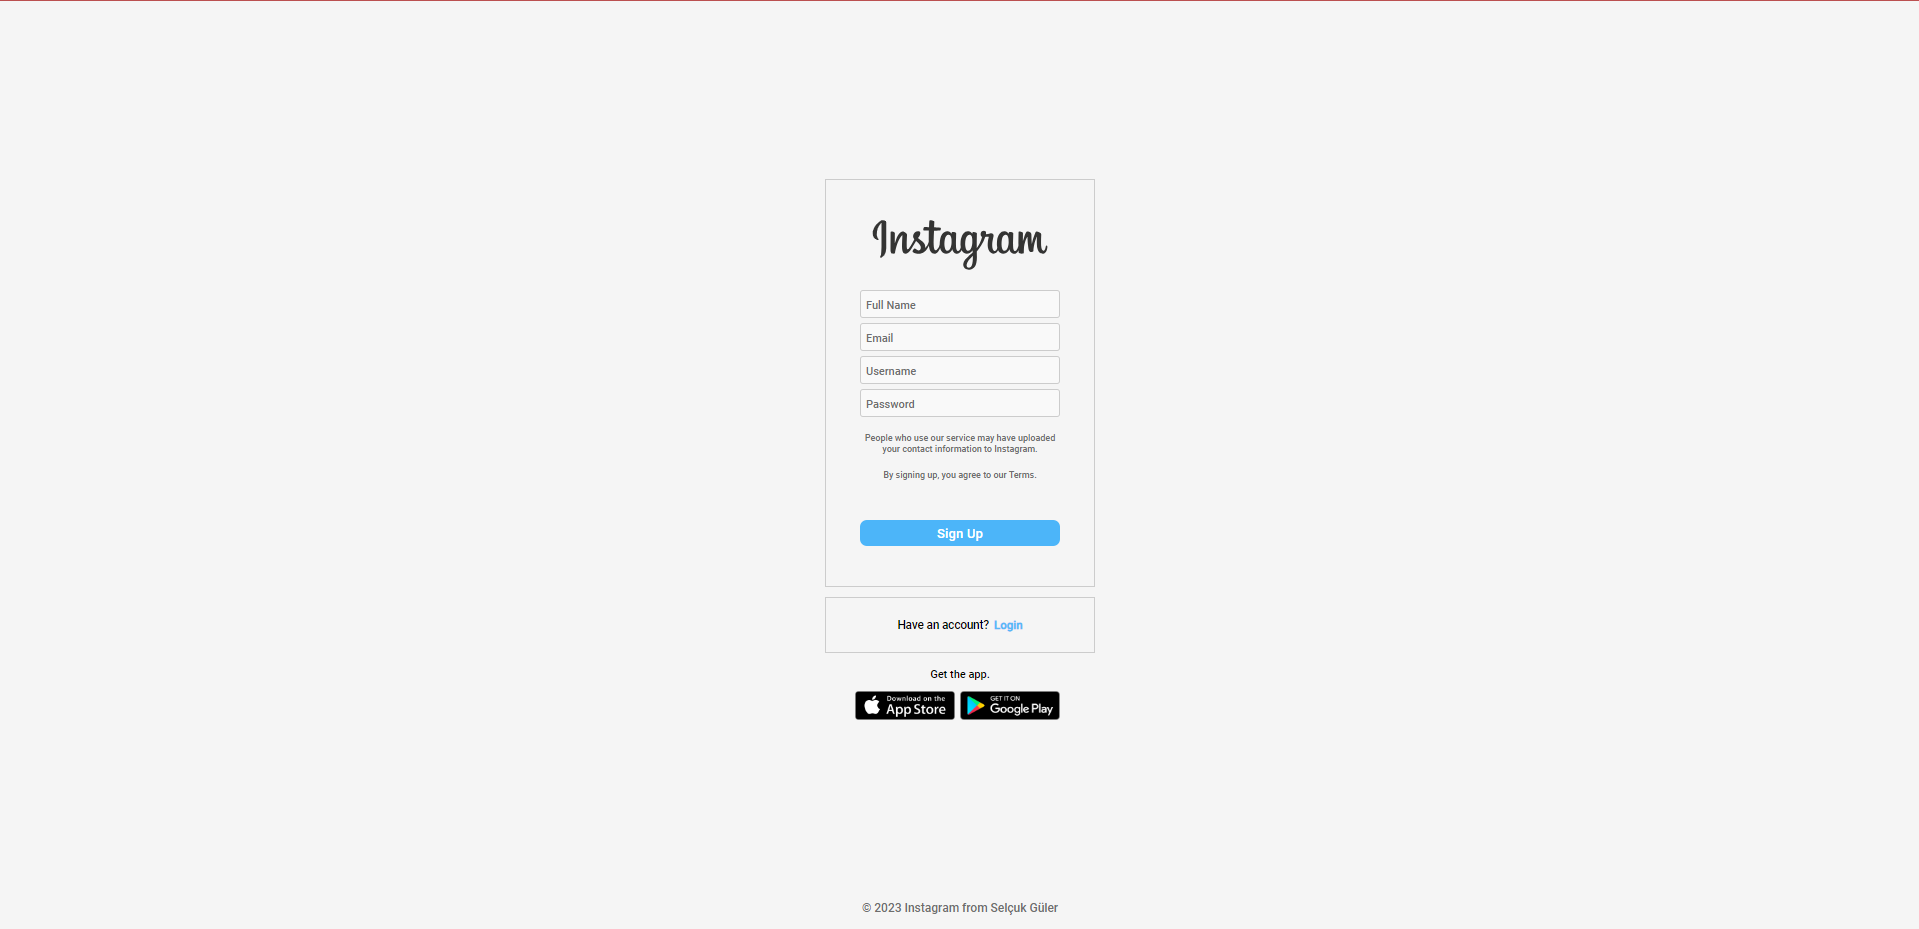 Instagram
Full Name
Email
Username
Password
People who use our service may have uploaded
your contact information to Instagram.
By signing up, you agree to our Terms.
Sign Up
Have an account? Login
Get the app.
Download on the
App Store
GET IT ON
Google Play
© 2023 Instagram from Selçuk Güler